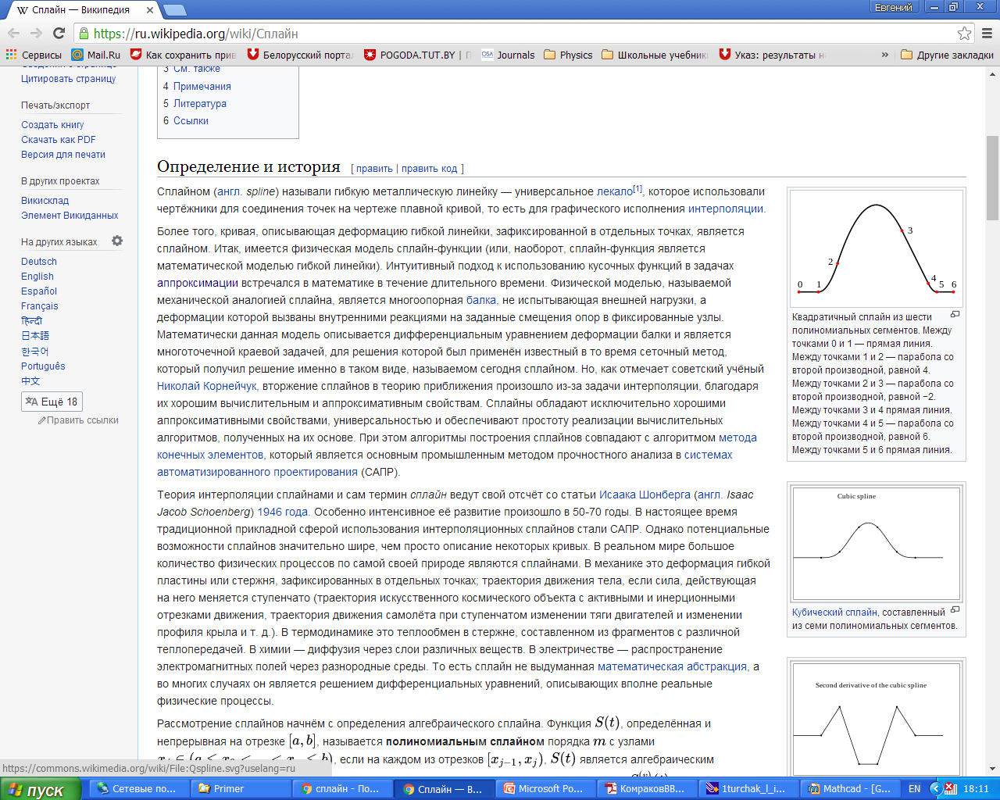 Сплайн — Википедия
Евгений
https://ru.wikipedia.org/wiki/Сплайн
Сервисы
Mail.Ru
Как сохранить прив
Белорусский порта
POGODA.TUT.BY |
Journals
Physics
Школьные учебник
Указ: результаты н
»
Другие закладки
Цитировать страницу
Печать/экспорт
Создать книгу
Скачать как PDF
Версия для печати
В других проектах
Викисклад
Элемент Викиданных
На других языках
Deutsch
English
Español
Français
हिन्दी
日本語
한국어
Português
中文
Ещё 18
Править ссылки
3 См. также
4 Примечания
5 Литература
6 Ссылки
Определение и история [ править | править код ]
Сплайном (англ. spline) называли гибкую металлическую линейку — универсальное лекало[1], которое использовали
чертёжники для соединения точек на чертеже плавной кривой, то есть для графического исполнения интерполяции.
Более того, кривая, описывающая деформацию гибкой линейки, зафиксированной в отдельных точках, является
сплайном. Итак, имеется физическая модель сплайн-функции (или, наоборот, сплайн-функция является
математической моделью гибкой линейки). Интуитивный подход к использованию кусочных функций в задачах
аппроксимации встречался в математике в течение длительного времени. Физической моделью, называемой
механической аналогией сплайна, является многоопорная балка, не испытывающая внешней нагрузки, а
деформации которой вызваны внутренними реакциями на заданные смещения опор в фиксированные узлы.
Математически данная модель описывается дифференциальным уравнением деформации балки и является
многоточечной краевой задачей, для решения которой был применён известный в то время сеточный метод,
который получил решение именно в таком виде, называемом сегодня сплайном. Но, как отмечает советский учёный
Николай Корнейчук, вторжение сплайнов в теорию приближения произошло из-за задачи интерполяции, благодаря
их хорошим вычислительным и аппроксимативным свойствам. Сплайны обладают исключительно хорошими
аппроксимативными свойствами, универсальностью и обеспечивают простоту реализации вычислительных
алгоритмов, полученных на их основе. При этом алгоритмы построения сплайнов совпадают с алгоритмом метода
конечных элементов, который является основным промышленным методом прочностного анализа в системах
автоматизированного проектирования (САПР).
Теория интерполяции сплайнами и сам термин сплайн ведут свой отсчёт со статьи Исаака Шонберга (англ. Isaac
Jacob Schoenberg) 1946 года. Особенно интенсивное её развитие произошло в 50-70 годы. В настоящее время
традиционной прикладной сферой использования интерполяционных сплайнов стали САПР. Однако потенциальные
возможности сплайнов значительно шире, чем просто описание некоторых кривых. В реальном мире большое
количество физических процессов по самой своей природе являются сплайнами. В механике это деформация гибкой
пластины или стержня, зафиксированных в отдельных точках; траектория движения тела, если сила, действующая
на него меняется ступенчато (траектория искусственного космического объекта с активными и инерционными
отрезками движения, траектория движения самолёта при ступенчатом изменении тяги двигателей и изменении
профиля крыла и т. д.). В термодинамике это теплообмен в стержне, составленном из фрагментов с различной
теплопередачей. В химии — диффузия через слои различных веществ. В электричестве — распространение
электромагнитных полей через разнородные среды. То есть сплайн не выдуманная математическая абстракция, а
во многих случаях он является решением дифференциальных уравнений, описывающих вполне реальные
физические процессы.
Рассмотрение сплайнов начнём с определения алгебраического сплайна. Функция S(t), определённая и
непрерывная на отрезке [a, b], называется полиномиальным сплайном порядка m с узлами
, если на каждом из отрезков [x_{j−1}, x_j), S(t) является алгебраическим
0 1 2 3 4 5 6
Квадратичный сплайн из шести
полиномиальных сегментов. Между
точками 0 и 1 — прямая линия.
Между точками 1 и 2 — парабола со
второй производной, равной 4.
Между точками 2 и 3 — парабола со
второй производной, равной −2.
Между точками 3 и 4 прямая линия.
Между точками 4 и 5 — парабола со
второй производной, равной 6.
Между точками 5 и 6 прямая линия.
Cubic spline
Кубический сплайн, составленный
из семи полиномиальных сегментов.
Second derivative of the cubic spline
https://commons.wikimedia.org/wiki/File:Qspline.svg?uselang=ru
пуск
Сетевые по...
Primer
сплайн - По...
Сплайн — В...
Microsoft Po...
КомраковВВ...
1turchak_l_i...
Mathcad - [G...
EN
18:11